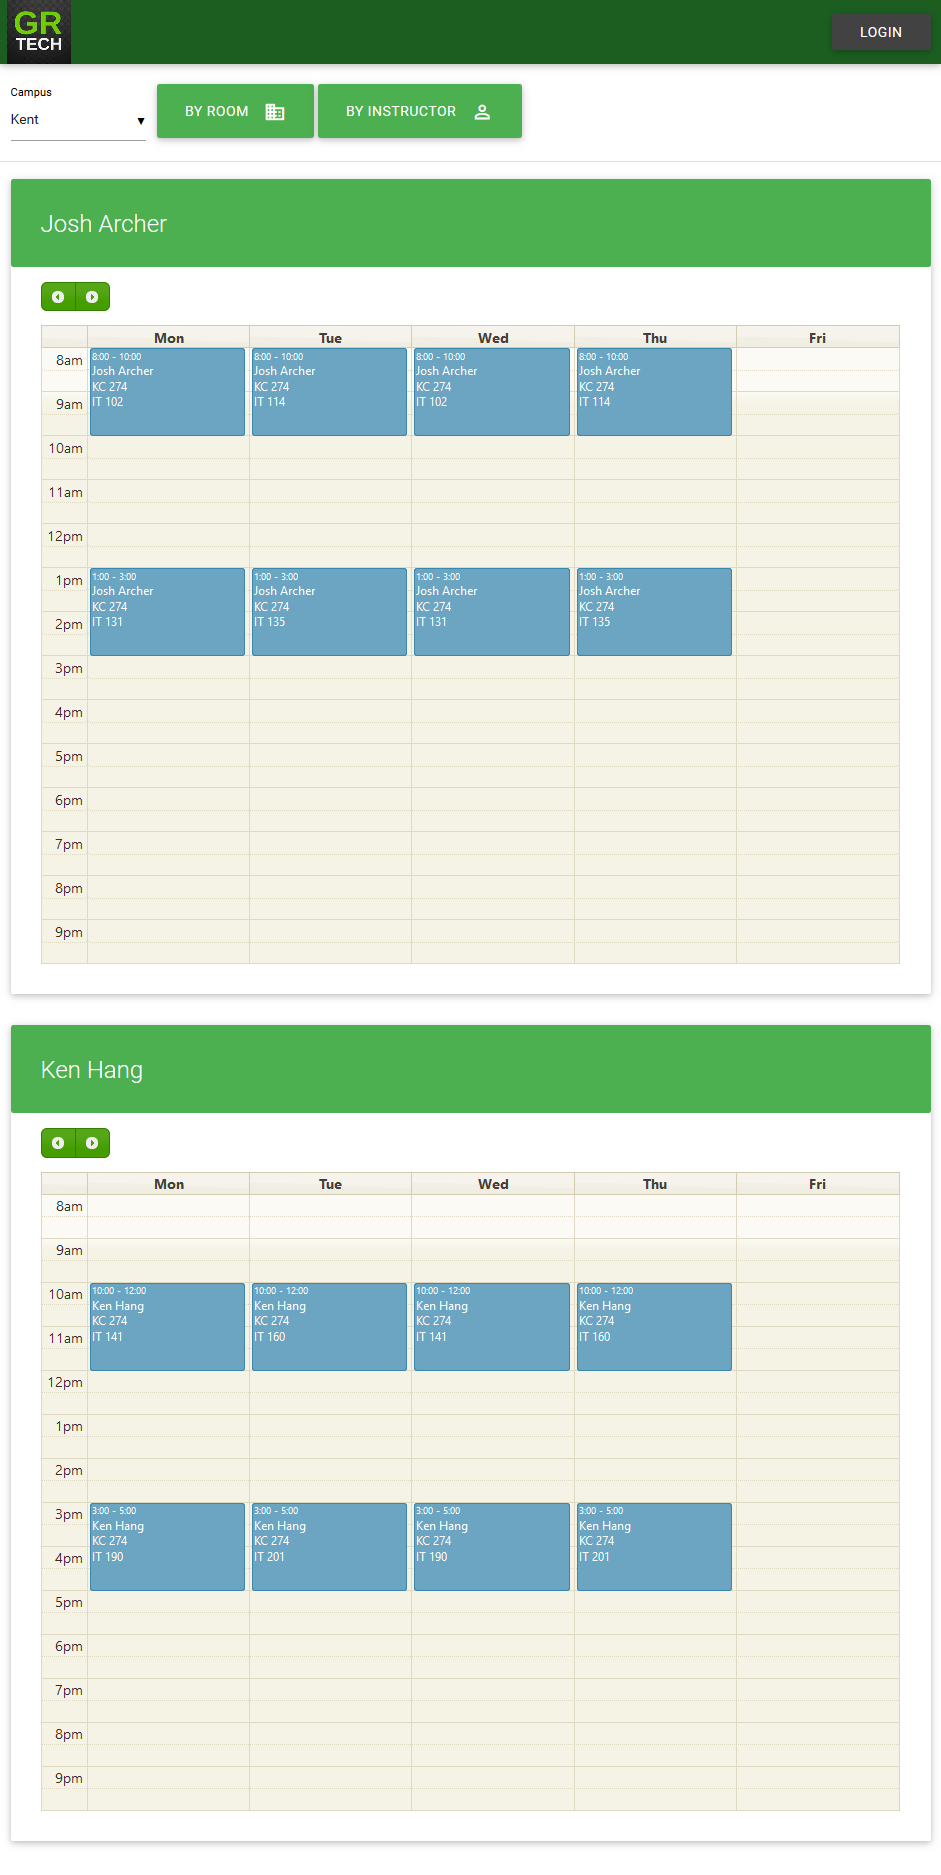 GR
TECH
LOGIN
Campus
Kent
BY ROOM
BY INSTRUCTOR
Josh Archer
Mon Tue Wed Thu Fri
8am
9am
10am
11am
12pm
1pm
2pm
3pm
4pm
5pm
6pm
7pm
8pm
9pm
8:00 - 10:00
Josh Archer
KC 274
IT 102
8:00 - 10:00
Josh Archer
KC 274
IT 114
8:00 - 10:00
Josh Archer
KC 274
IT 102
8:00 - 10:00
Josh Archer
KC 274
IT 114
1:00 - 3:00
Josh Archer
KC 274
IT 131
1:00 - 3:00
Josh Archer
KC 274
IT 135
1:00 - 3:00
Josh Archer
KC 274
IT 131
1:00 - 3:00
Josh Archer
KC 274
IT 135
Ken Hang
Mon Tue Wed Thu Fri
8am
9am
10am
11am
12pm
1pm
2pm
3pm
4pm
5pm
6pm
7pm
8pm
9pm
10:00 - 12:00
Ken Hang
KC 274
IT 141
10:00 - 12:00
Ken Hang
KC 274
IT 160
10:00 - 12:00
Ken Hang
KC 274
IT 141
10:00 - 12:00
Ken Hang
KC 274
IT 160
3:00 - 5:00
Ken Hang
KC 274
IT 190
3:00 - 5:00
Ken Hang
KC 274
IT 201
3:00 - 5:00
Ken Hang
KC 274
IT 190
3:00 - 5:00
Ken Hang
KC 274
IT 201